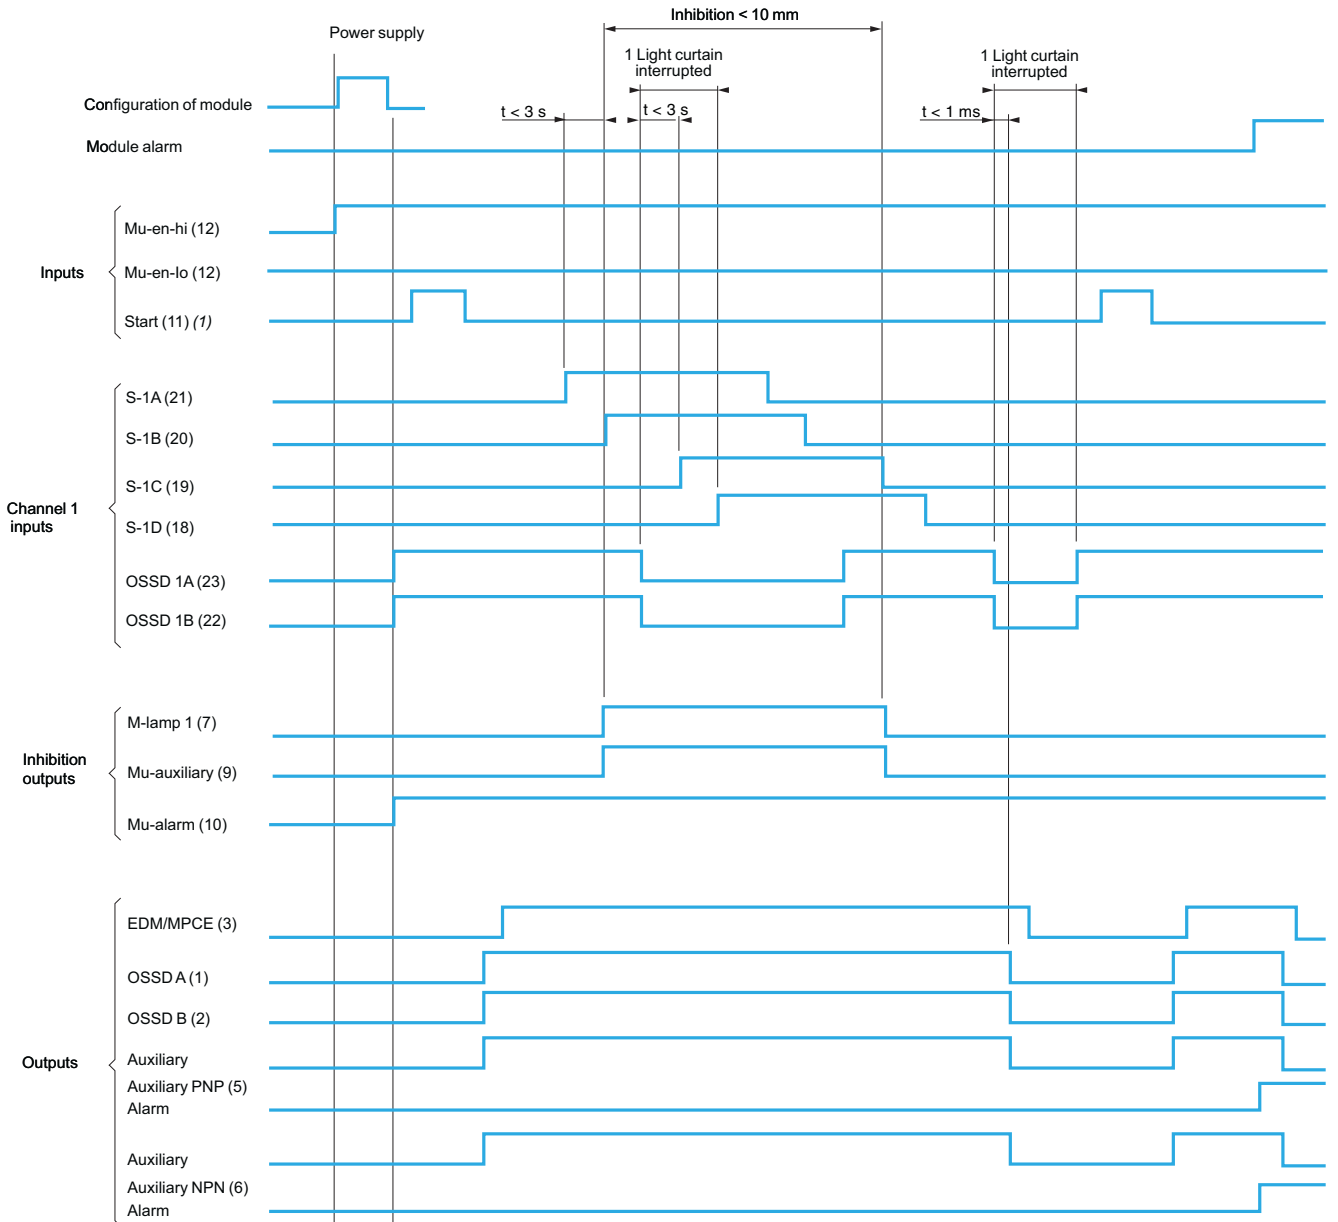 Inhibition < 10 mm
Power supply
1 Light curtain
interrupted
1 Light curtain
interrupted
Configuration of module
t < 3 s
t < 3 s
t < 1 ms
Module alarm
Inputs
Mu-en-hi (12)
Mu-en-lo (12)
Start (11) (1)
Channel 1
inputs
S-1A (21)
S-1B (20)
S-1C (19)
S-1D (18)
OSSD 1A (23)
OSSD 1B (22)
Inhibition
outputs
M-lamp 1 (7)
Mu-auxiliary (9)
Mu-alarm (10)
Outputs
EDM/MPCE (3)
OSSD A (1)
OSSD B (2)
Auxiliary
Auxiliary PNP (5)
Alarm
Auxiliary
Auxiliary NPN (6)
Alarm